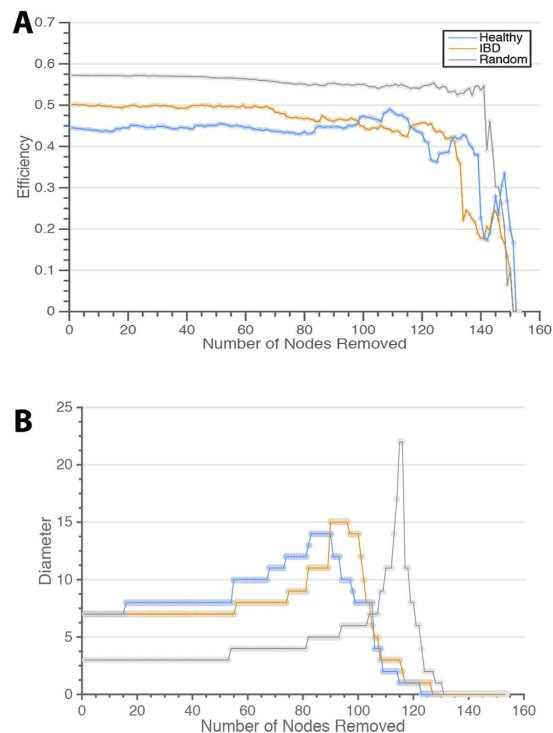 A
Efficiency
0.7
0.6
0.5
0.4
0.3
0.2
0.1
0
Healthy
IBD
Random
0 20 40 60 80 100 120 140 160
Number of Nodes Removed
B
Diameter
25
20
15
10
5
0
0 20 40 60 80 100 120 140 160
Number of Nodes Removed